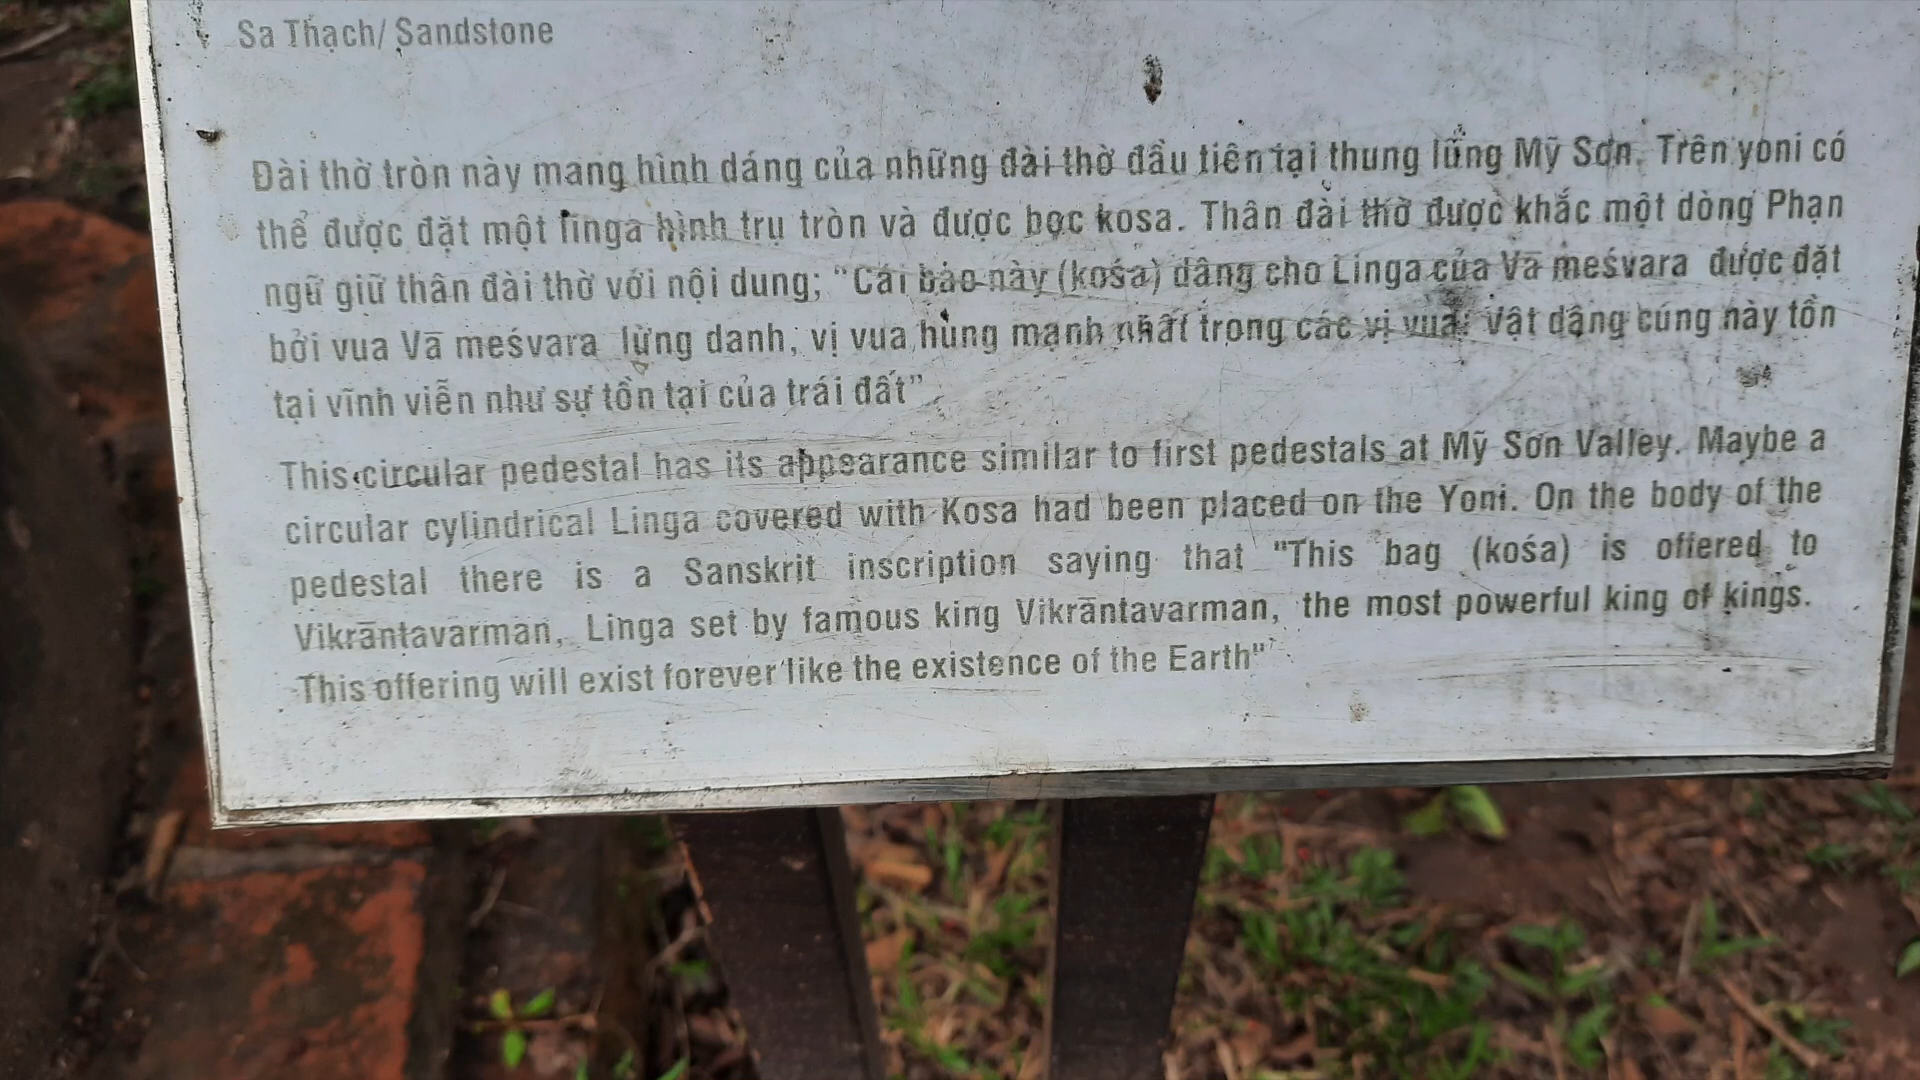 Sa Thạch/ Sandstone
Đài thờ tròn này mang hình dáng của những đài thờ đầu tiên tại thung lũng Mỹ Sơn. Trên yoni có
thể được đặt một linga hình trụ tròn và được bọc kosa. Thân đài thờ được khắc một dòng Phạn
ngữ giữ thân đài thờ với nội dung; "Cái bao này (kośa) dâng cho Linga của Vā meśvara được đặt
bởi vua Vā meśvara lừng danh, vị vua hùng mạnh nhất trong các vị vua. Vật dâng cúng này tồn
tại vĩnh viễn như sự tồn tại của trái đất"
This circular pedestal has its appearance similar to first pedestals at Mỹ Sơn Valley. Maybe a
circular cylindrical Linga covered with Kosa had been placed on the Yoni. On the body of the
pedestal there is a Sanskrit inscription saying that "This bag (kośa) is offered to
Vikrāntavarman, Linga set by famous king Vikrāntavarman, the most powerful king of kings.
This offering will exist forever like the existence of the Earth"